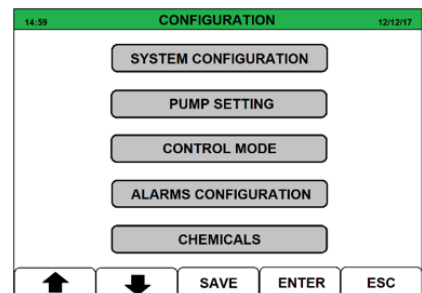 14:59 CONFIGURATION 12/12/17
SYSTEM CONFIGURATION
PUMP SETTING
CONTROL MODE
ALARMS CONFIGURATION
CHEMICALS
SAVE ENTER ESC